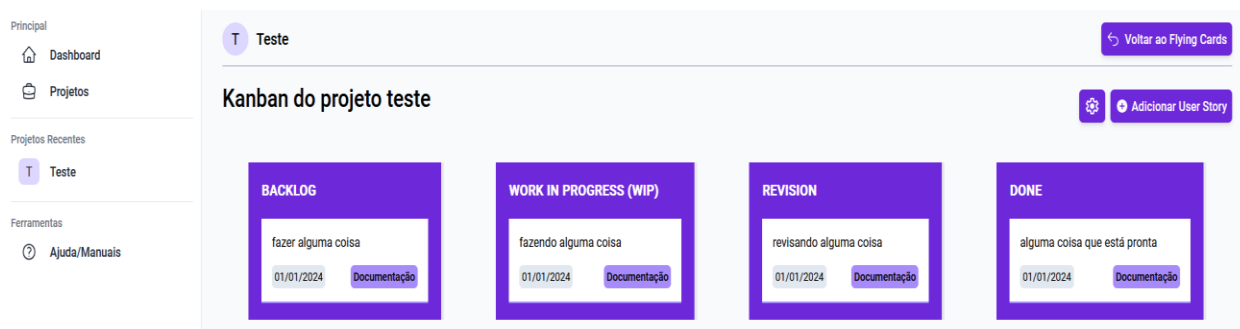 Principal
Dashboard
Projetos
Projetos Recentes
T Teste
Ferramentas
Ajuda/Manuais
T Teste
Voltar ao Flying Cards
Kanban do projeto teste
Adicionar User Story
BACKLOG
fazer alguma coisa
01/01/2024 Documentação
WORK IN PROGRESS (WIP)
fazendo alguma coisa
01/01/2024 Documentação
REVISION
revisando alguma coisa
01/01/2024 Documentação
DONE
alguma coisa que está pronta
01/01/2024 Documentação